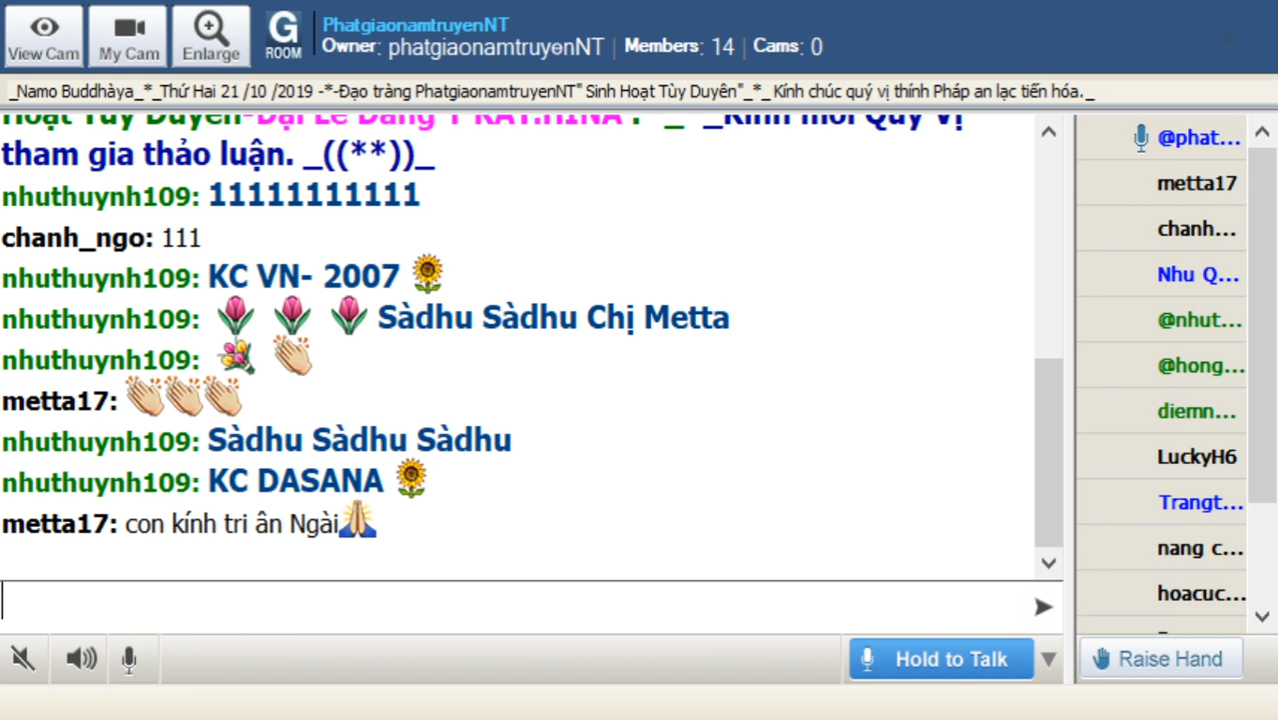 View Cam
My Cam
Enlarge
G ROOM
PhatgiaonamtruyenNT
Owner: phatgiaonamtruyenNT | Members: 14 | Cams: 0
_Namo Buddhàya_*_Thứ Hai 21 /10 /2019 -*-Đạo tràng PhatgiaonamtruyenNT" Sinh Hoạt Tùy Duyên"_*_ Kính chúc quý vị thính Pháp an lạc tiến hóa._
tham gia thảo luận. _((**))_
nhuthuynh109: 11111111111
chanh_ngo: 111
nhuthuynh109: KC VN- 2007 🌻
nhuthuynh109: 🌷 🌷 🌷 Sàdhu Sàdhu Chị Metta
nhuthuynh109: 💐 👏
metta17: 👏👏👏
nhuthuynh109: Sàdhu Sàdhu Sàdhu
nhuthuynh109: KC DASANA 🌻
metta17: con kính tri ân Ngài🙏
@phat...
metta17
chanh...
Nhu Q...
@nhut...
@hong...
diemn...
LuckyH6
Trangt...
nang c...
hoacuc...
Hold to Talk
Raise Hand